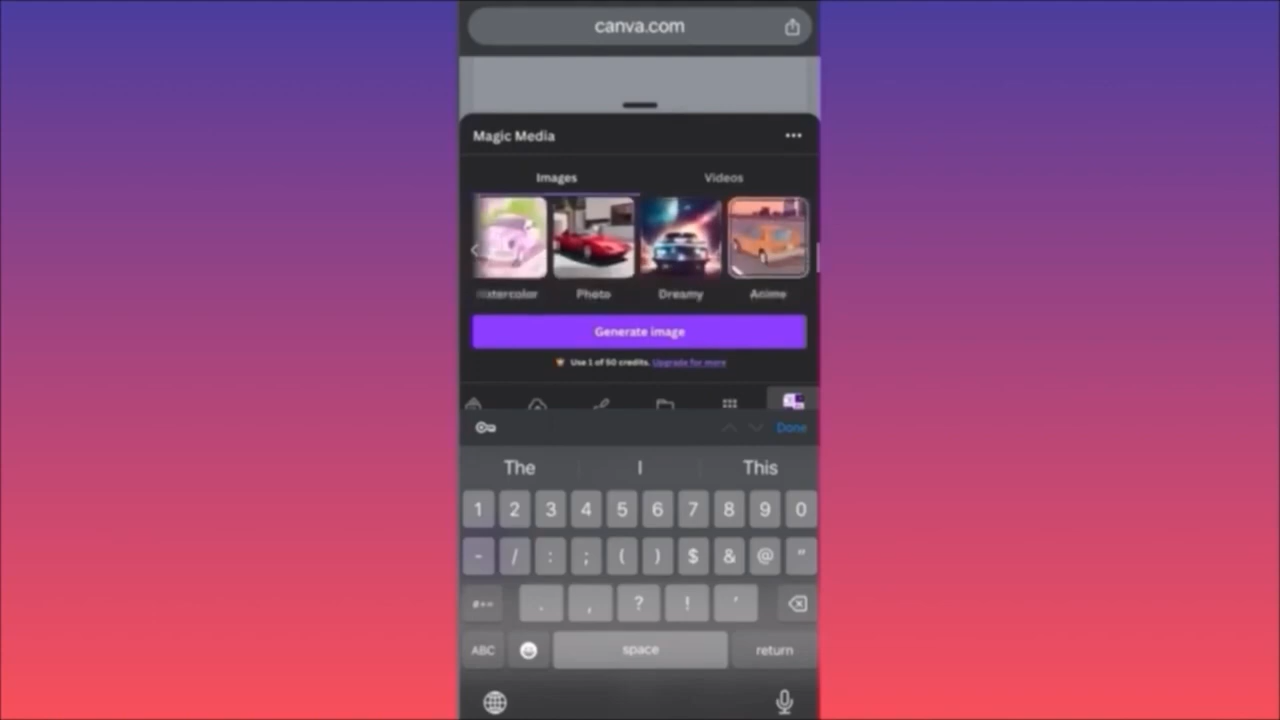 canva.com
Magic Media
Images Videos
Photo Dreamy Anime
Generate image
Use 1 of 50 credits. Upgrade for more
Done
The I This
1 2 3 4 5 6 7 8 9 0
- / : ; ( ) $ & @ "
#+= . , ? ! '
ABC space return